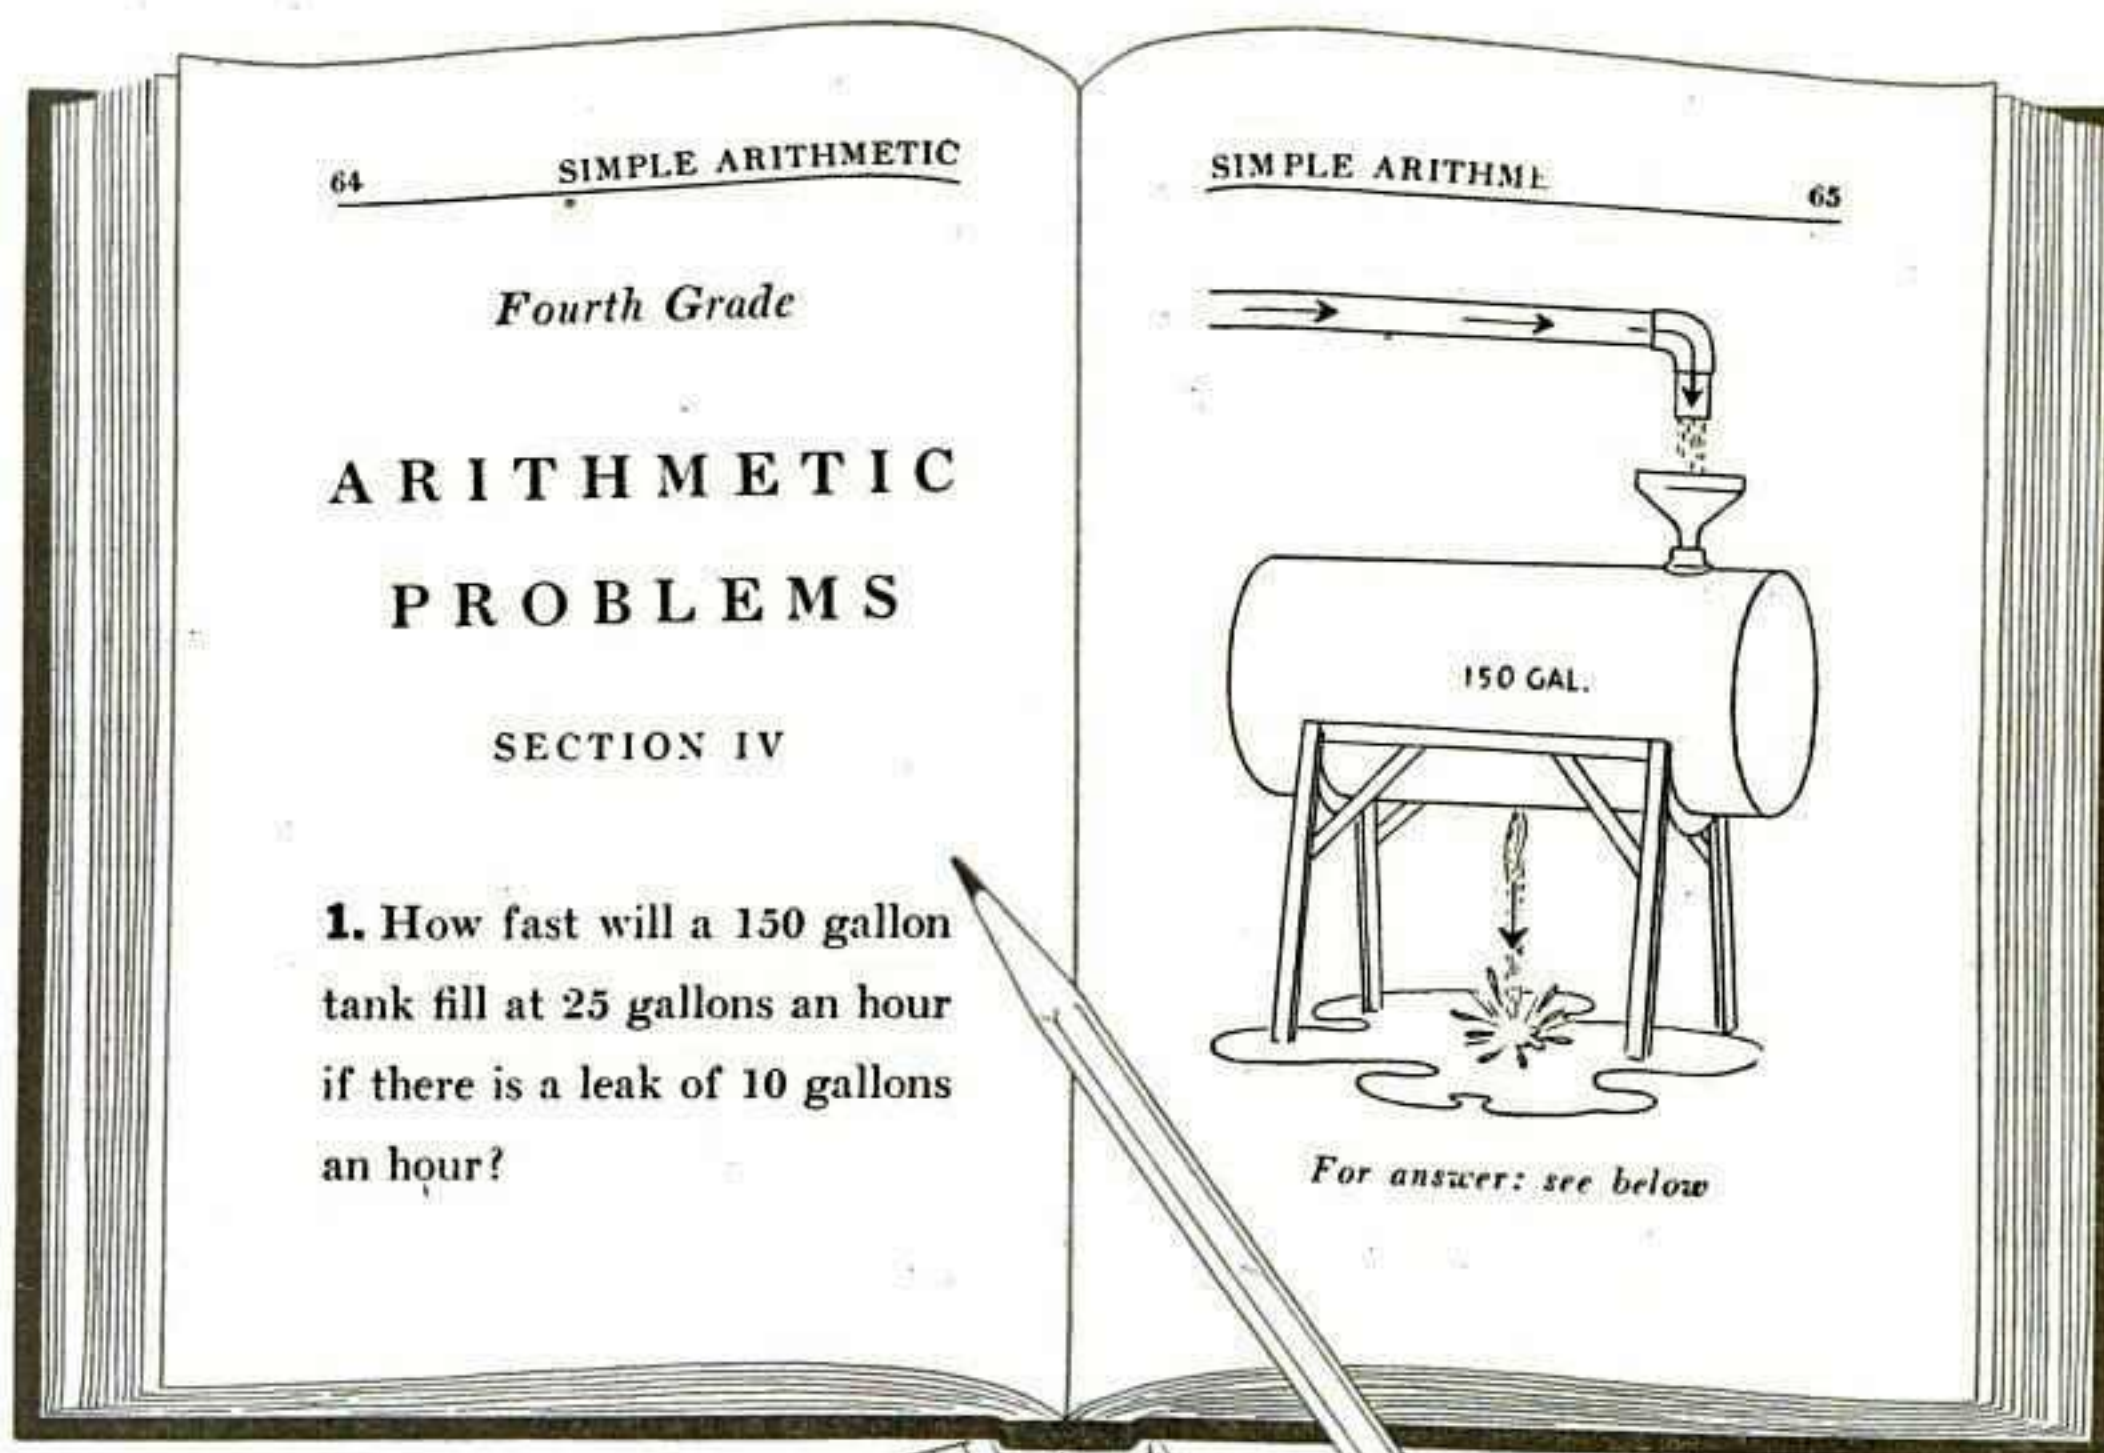 64 SIMPLE ARITHMETIC
Fourth Grade
ARITHMETIC
PROBLEMS
SECTION IV
1. How fast will a 150 gallon
tank fill at 25 gallons an hour
if there is a leak of 10 gallons
an hour?
SIMPLE ARITHME 65
150 GAL.
For answer: see below